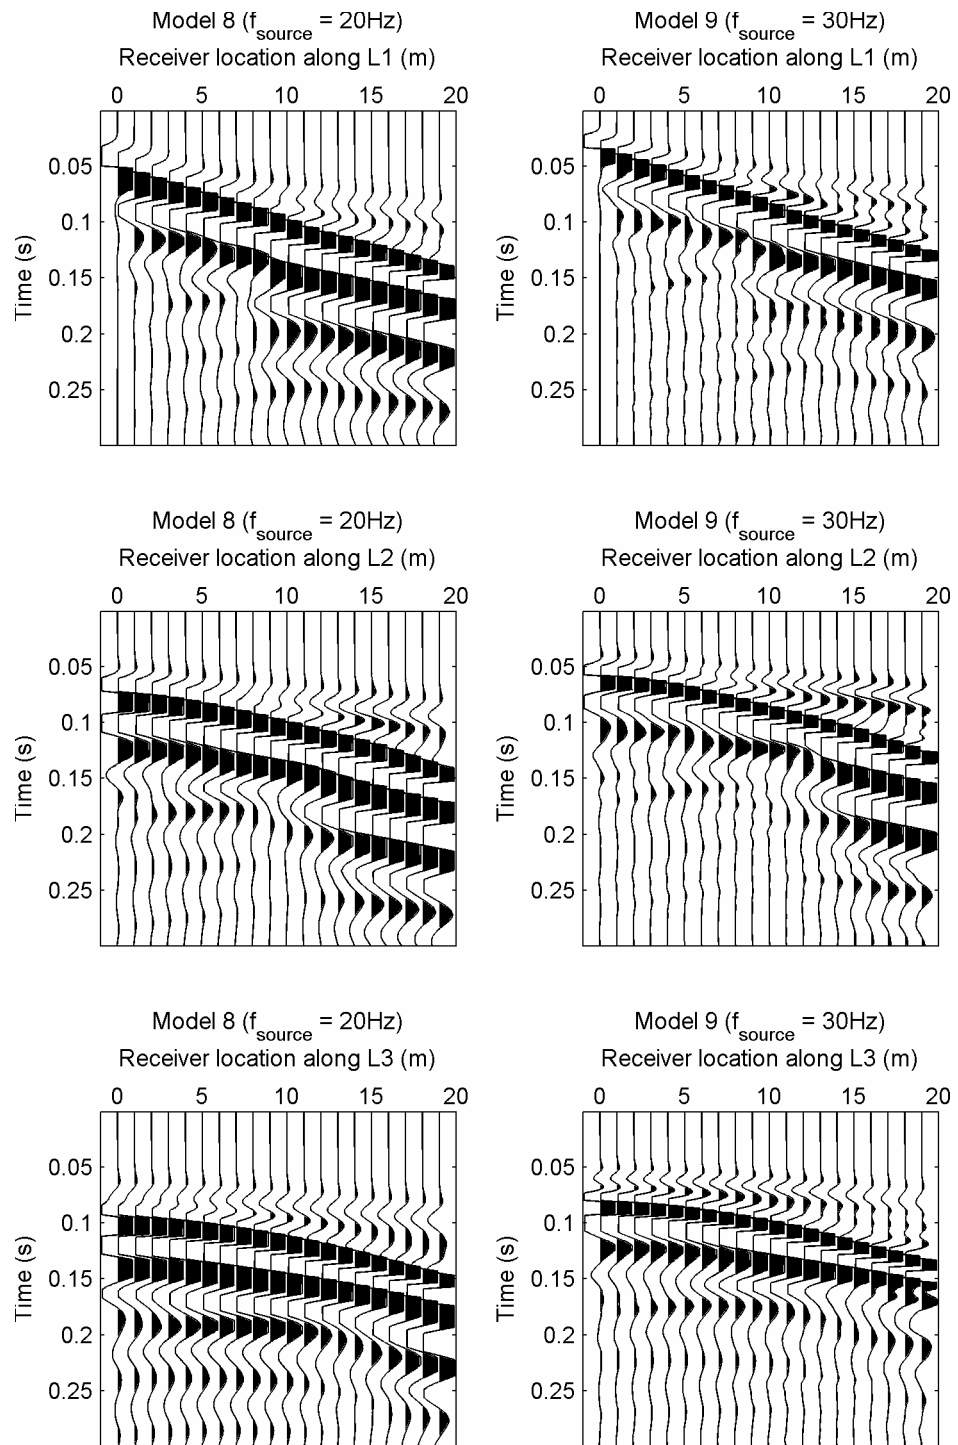 Model 8 (f_source = 20Hz)
Receiver location along L1 (m)
0 5 10 15 20
0.05
0.1
0.15
0.2
0.25
Time (s)
Model 9 (f_source = 30Hz)
Receiver location along L1 (m)
0 5 10 15 20
0.05
0.1
0.15
0.2
0.25
Time (s)
Model 8 (f_source = 20Hz)
Receiver location along L2 (m)
0 5 10 15 20
0.05
0.1
0.15
0.2
0.25
Time (s)
Model 9 (f_source = 30Hz)
Receiver location along L2 (m)
0 5 10 15 20
0.05
0.1
0.15
0.2
0.25
Time (s)
Model 8 (f_source = 20Hz)
Receiver location along L3 (m)
0 5 10 15 20
0.05
0.1
0.15
0.2
0.25
Time (s)
Model 9 (f_source = 30Hz)
Receiver location along L3 (m)
0 5 10 15 20
0.05
0.1
0.15
0.2
0.25
Time (s)